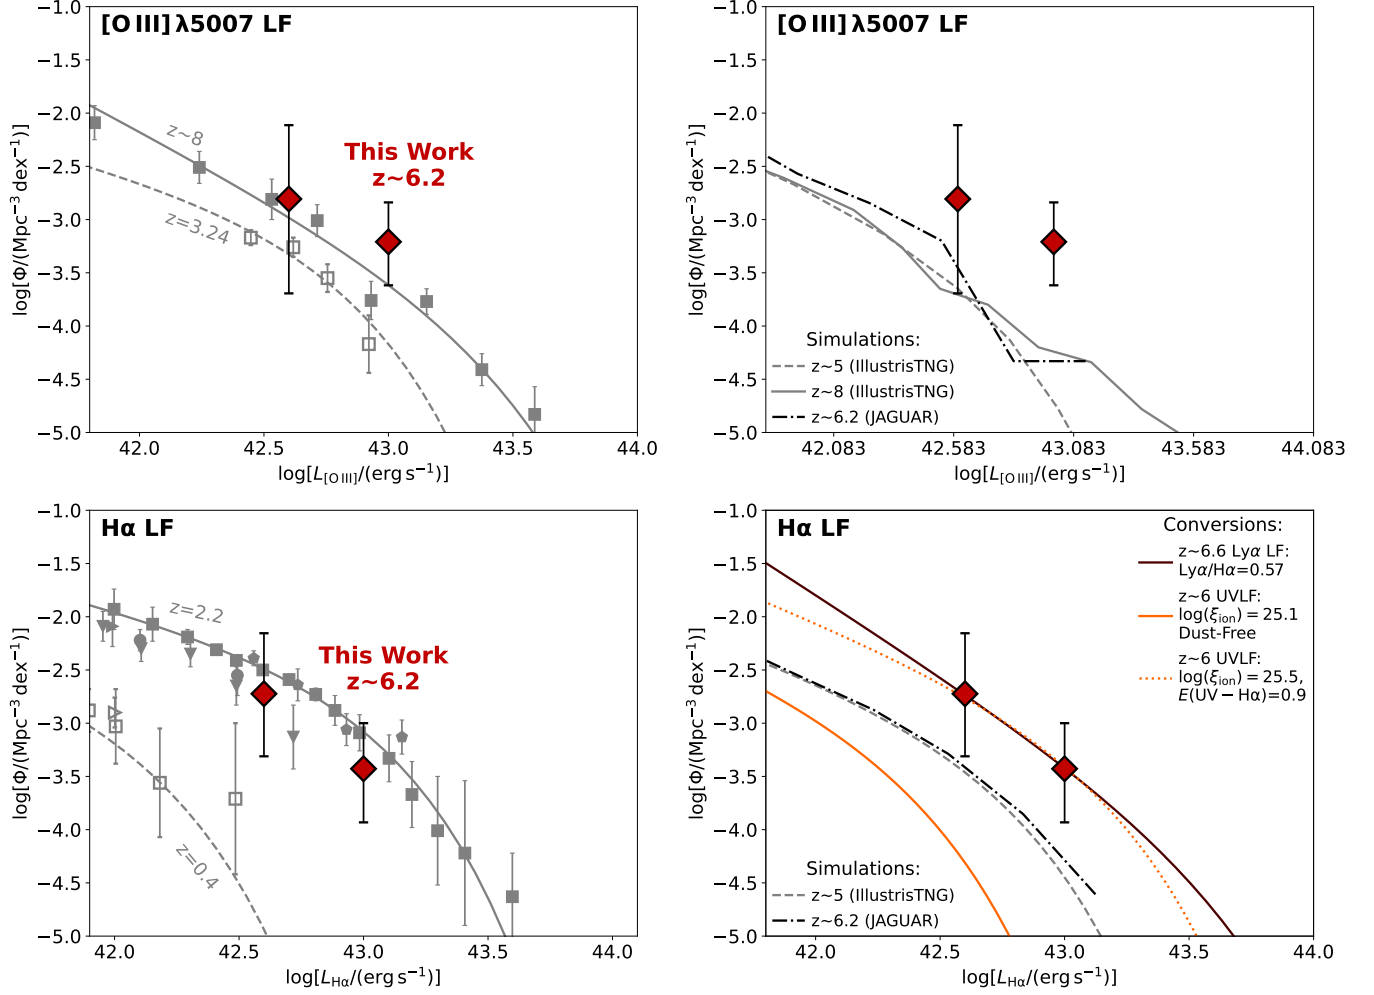 [O III] λ5007 LF
−1.0
−1.5
−2.0
−2.5
−3.0
−3.5
−4.0
−4.5
−5.0
log[Φ/(Mpc⁻³ dex⁻¹)]
z~8
z=3.24
This Work
z~6.2
42.0
42.5
43.0
43.5
44.0
log[L[O III]/(erg s⁻¹)]
[O III] λ5007 LF
−1.0
−1.5
−2.0
−2.5
−3.0
−3.5
−4.0
−4.5
−5.0
log[Φ/(Mpc⁻³ dex⁻¹)]
Simulations:
z~5 (IllustrisTNG)
z~8 (IllustrisTNG)
z~6.2 (JAGUAR)
42.083
42.583
43.083
43.583
44.083
log[L[O III]/(erg s⁻¹)]
Hα LF
−1.0
−1.5
−2.0
−2.5
−3.0
−3.5
−4.0
−4.5
−5.0
log[Φ/(Mpc⁻³ dex⁻¹)]
z=2.2
This Work
z~6.2
z=0.4
42.0
42.5
43.0
43.5
44.0
log[LHα/(erg s⁻¹)]
Hα LF
−1.0
−1.5
−2.0
−2.5
−3.0
−3.5
−4.0
−4.5
−5.0
log[Φ/(Mpc⁻³ dex⁻¹)]
Conversions:
z~6.6 Lyα LF:
Lyα/Hα=0.57
z~6 UVLF:
log(ξion) = 25.1
Dust-Free
z~6 UVLF:
log(ξion) = 25.5,
E(UV − Hα)=0.9
Simulations:
z~5 (IllustrisTNG)
z~6.2 (JAGUAR)
42.0
42.5
43.0
43.5
44.0
log[LHα/(erg s⁻¹)]